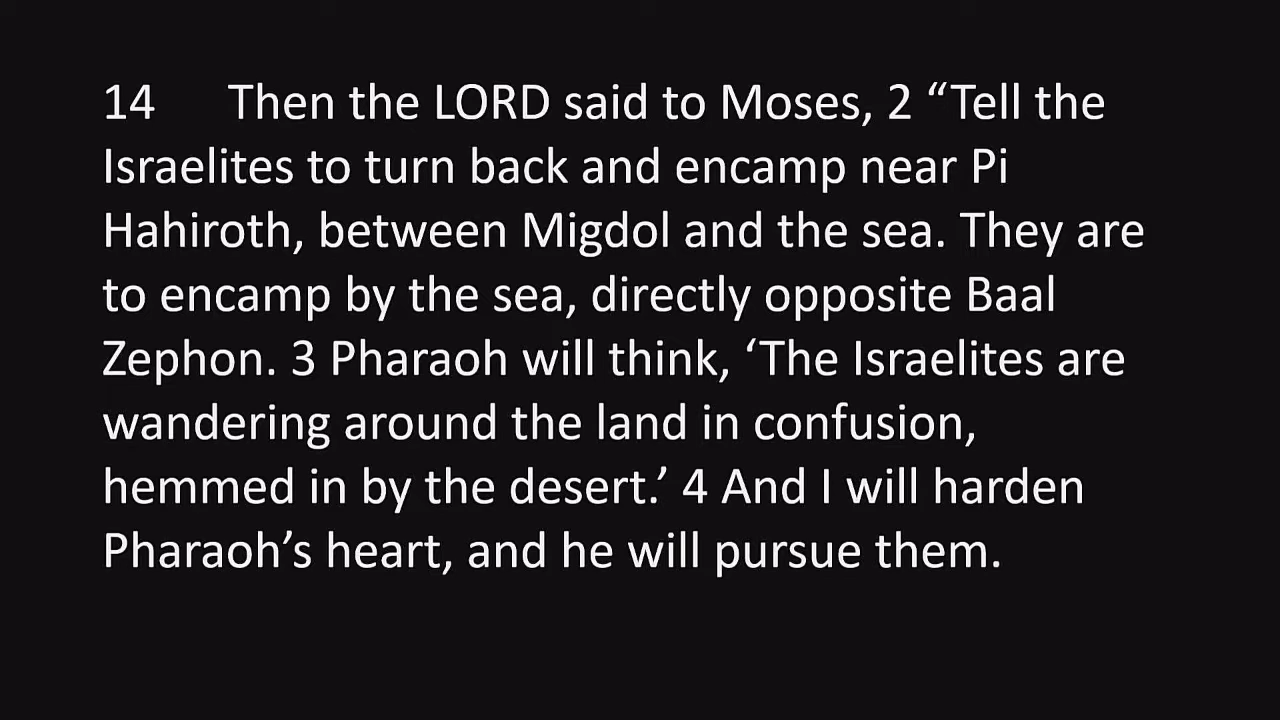 14 Then the LORD said to Moses, 2 “Tell the
Israelites to turn back and encamp near Pi
Hahiroth, between Migdol and the sea. They are
to encamp by the sea, directly opposite Baal
Zephon. 3 Pharaoh will think, ‘The Israelites are
wandering around the land in confusion,
hemmed in by the desert.’ 4 And I will harden
Pharaoh’s heart, and he will pursue them.